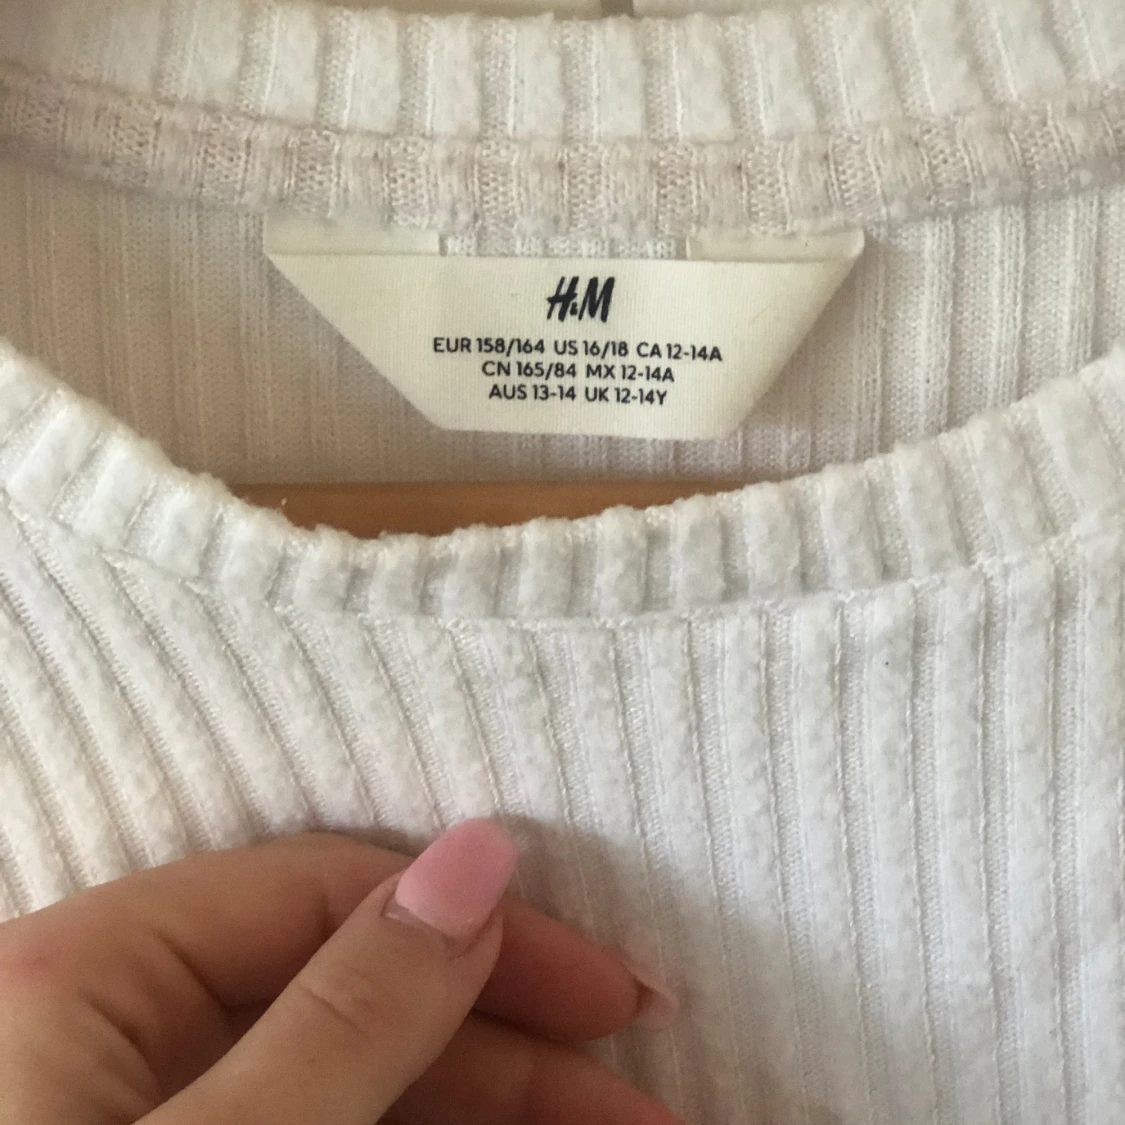 H&M
EUR 158/164 US 16/18 CA 12-14A
CN 165/84 MX 12-14A
AUS 13-14 UK 12-14Y